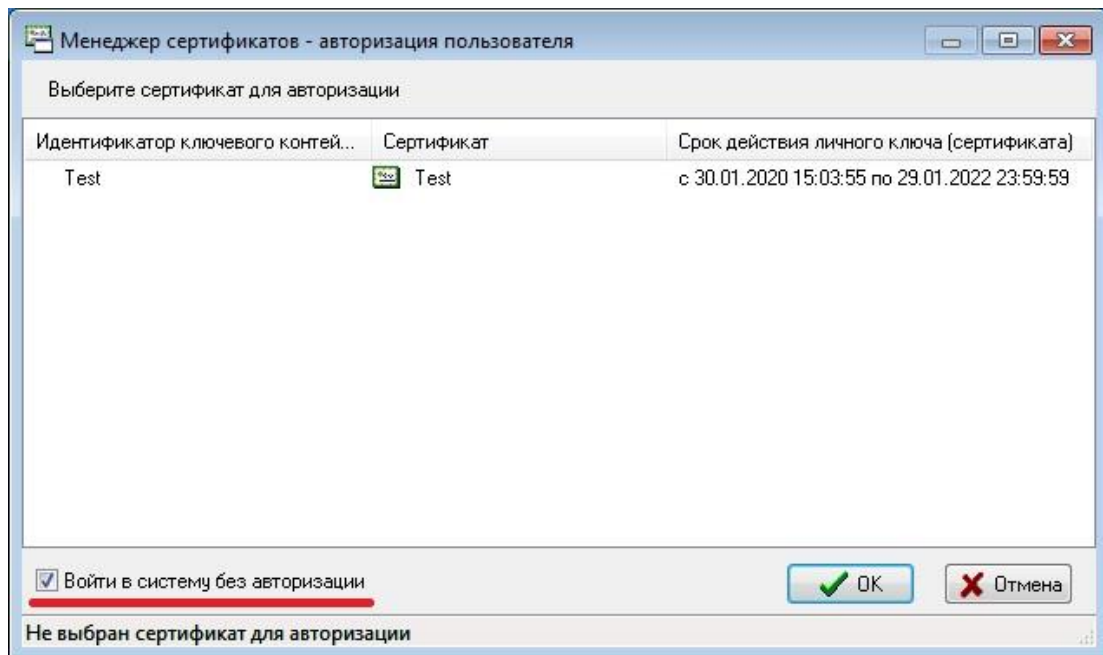 Менеджер сертификатов - авторизация пользователя
Выберите сертификат для авторизации
Идентификатор ключевого контей... Сертификат Срок действия личного ключа (сертификата)
Test Test с 30.01.2020 15:03:55 по 29.01.2022 23:59:59
Войти в систему без авторизации OK Отмена
Не выбран сертификат для авторизации